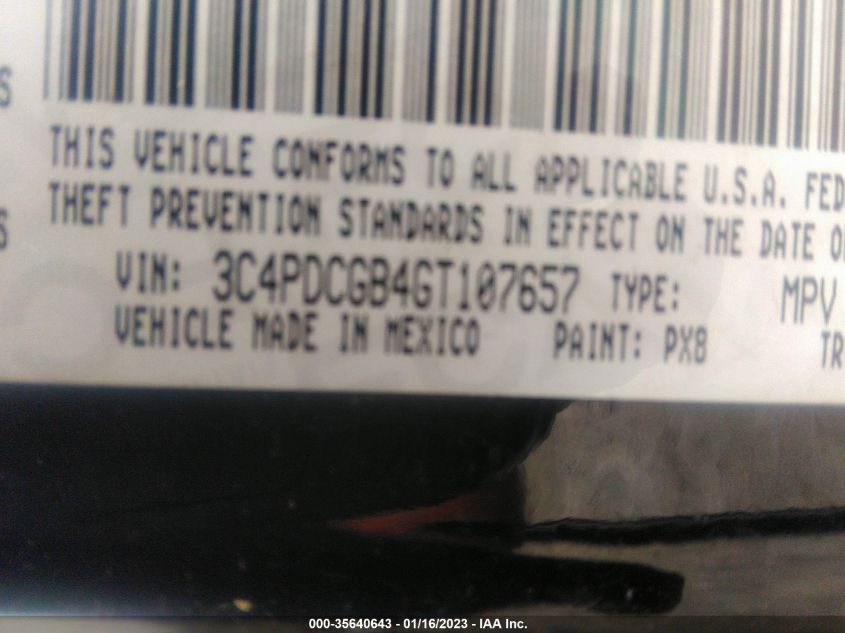 S
THIS VEHICLE CONFORMS TO ALL APPLICABLE U.S.A. FED
THEFT PREVENTION STANDARDS IN EFFECT ON THE DATE O
S
VIN: 3C4PDCGB4GT107657 TYPE: MPV
VEHICLE MADE IN MEXICO PAINT: PX8 TR
000-35640643 - 01/16/2023 - IAA Inc.